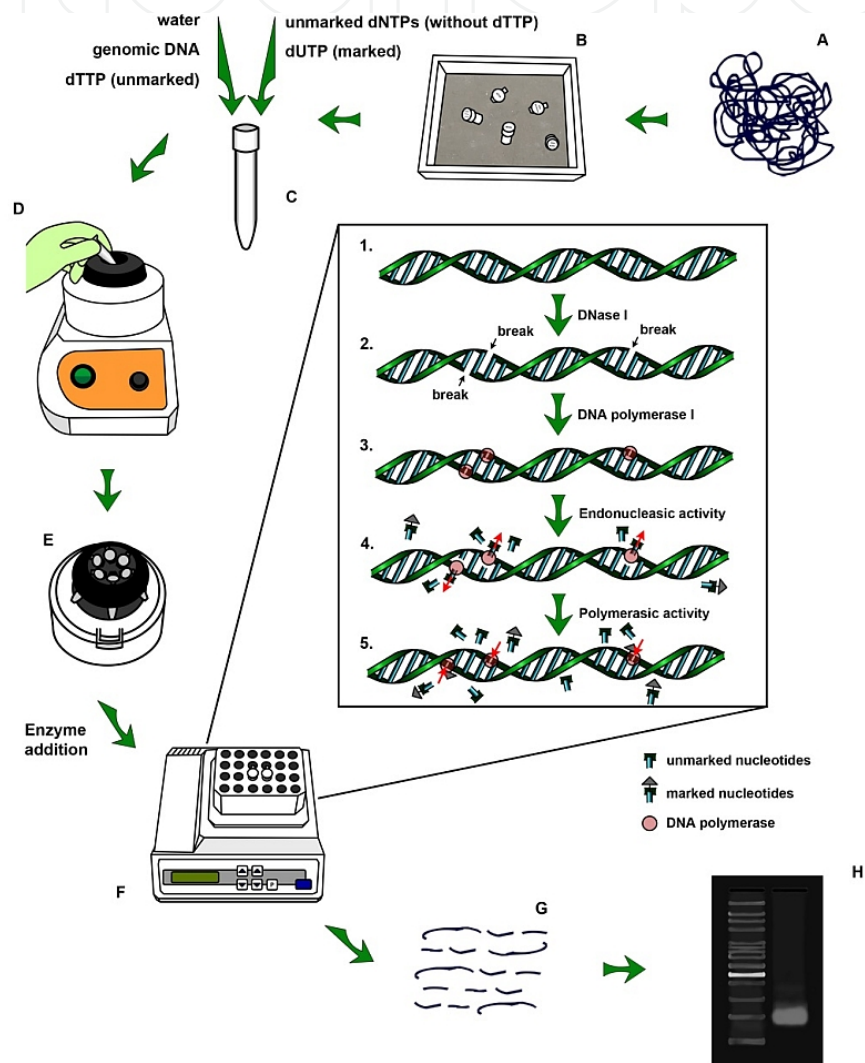 water
genomic DNA
dTTP (unmarked)
unmarked dNTPs (without dTTP)
dUTP (marked)
B
A
C
D
1.
DNase I
2.
break
break
break
DNA polymerase I
3.
Endonucleasic activity
4.
Polymerasic activity
5.
E
Enzyme
addition
unmarked nucleotides
marked nucleotides
DNA polymerase
F
G
H